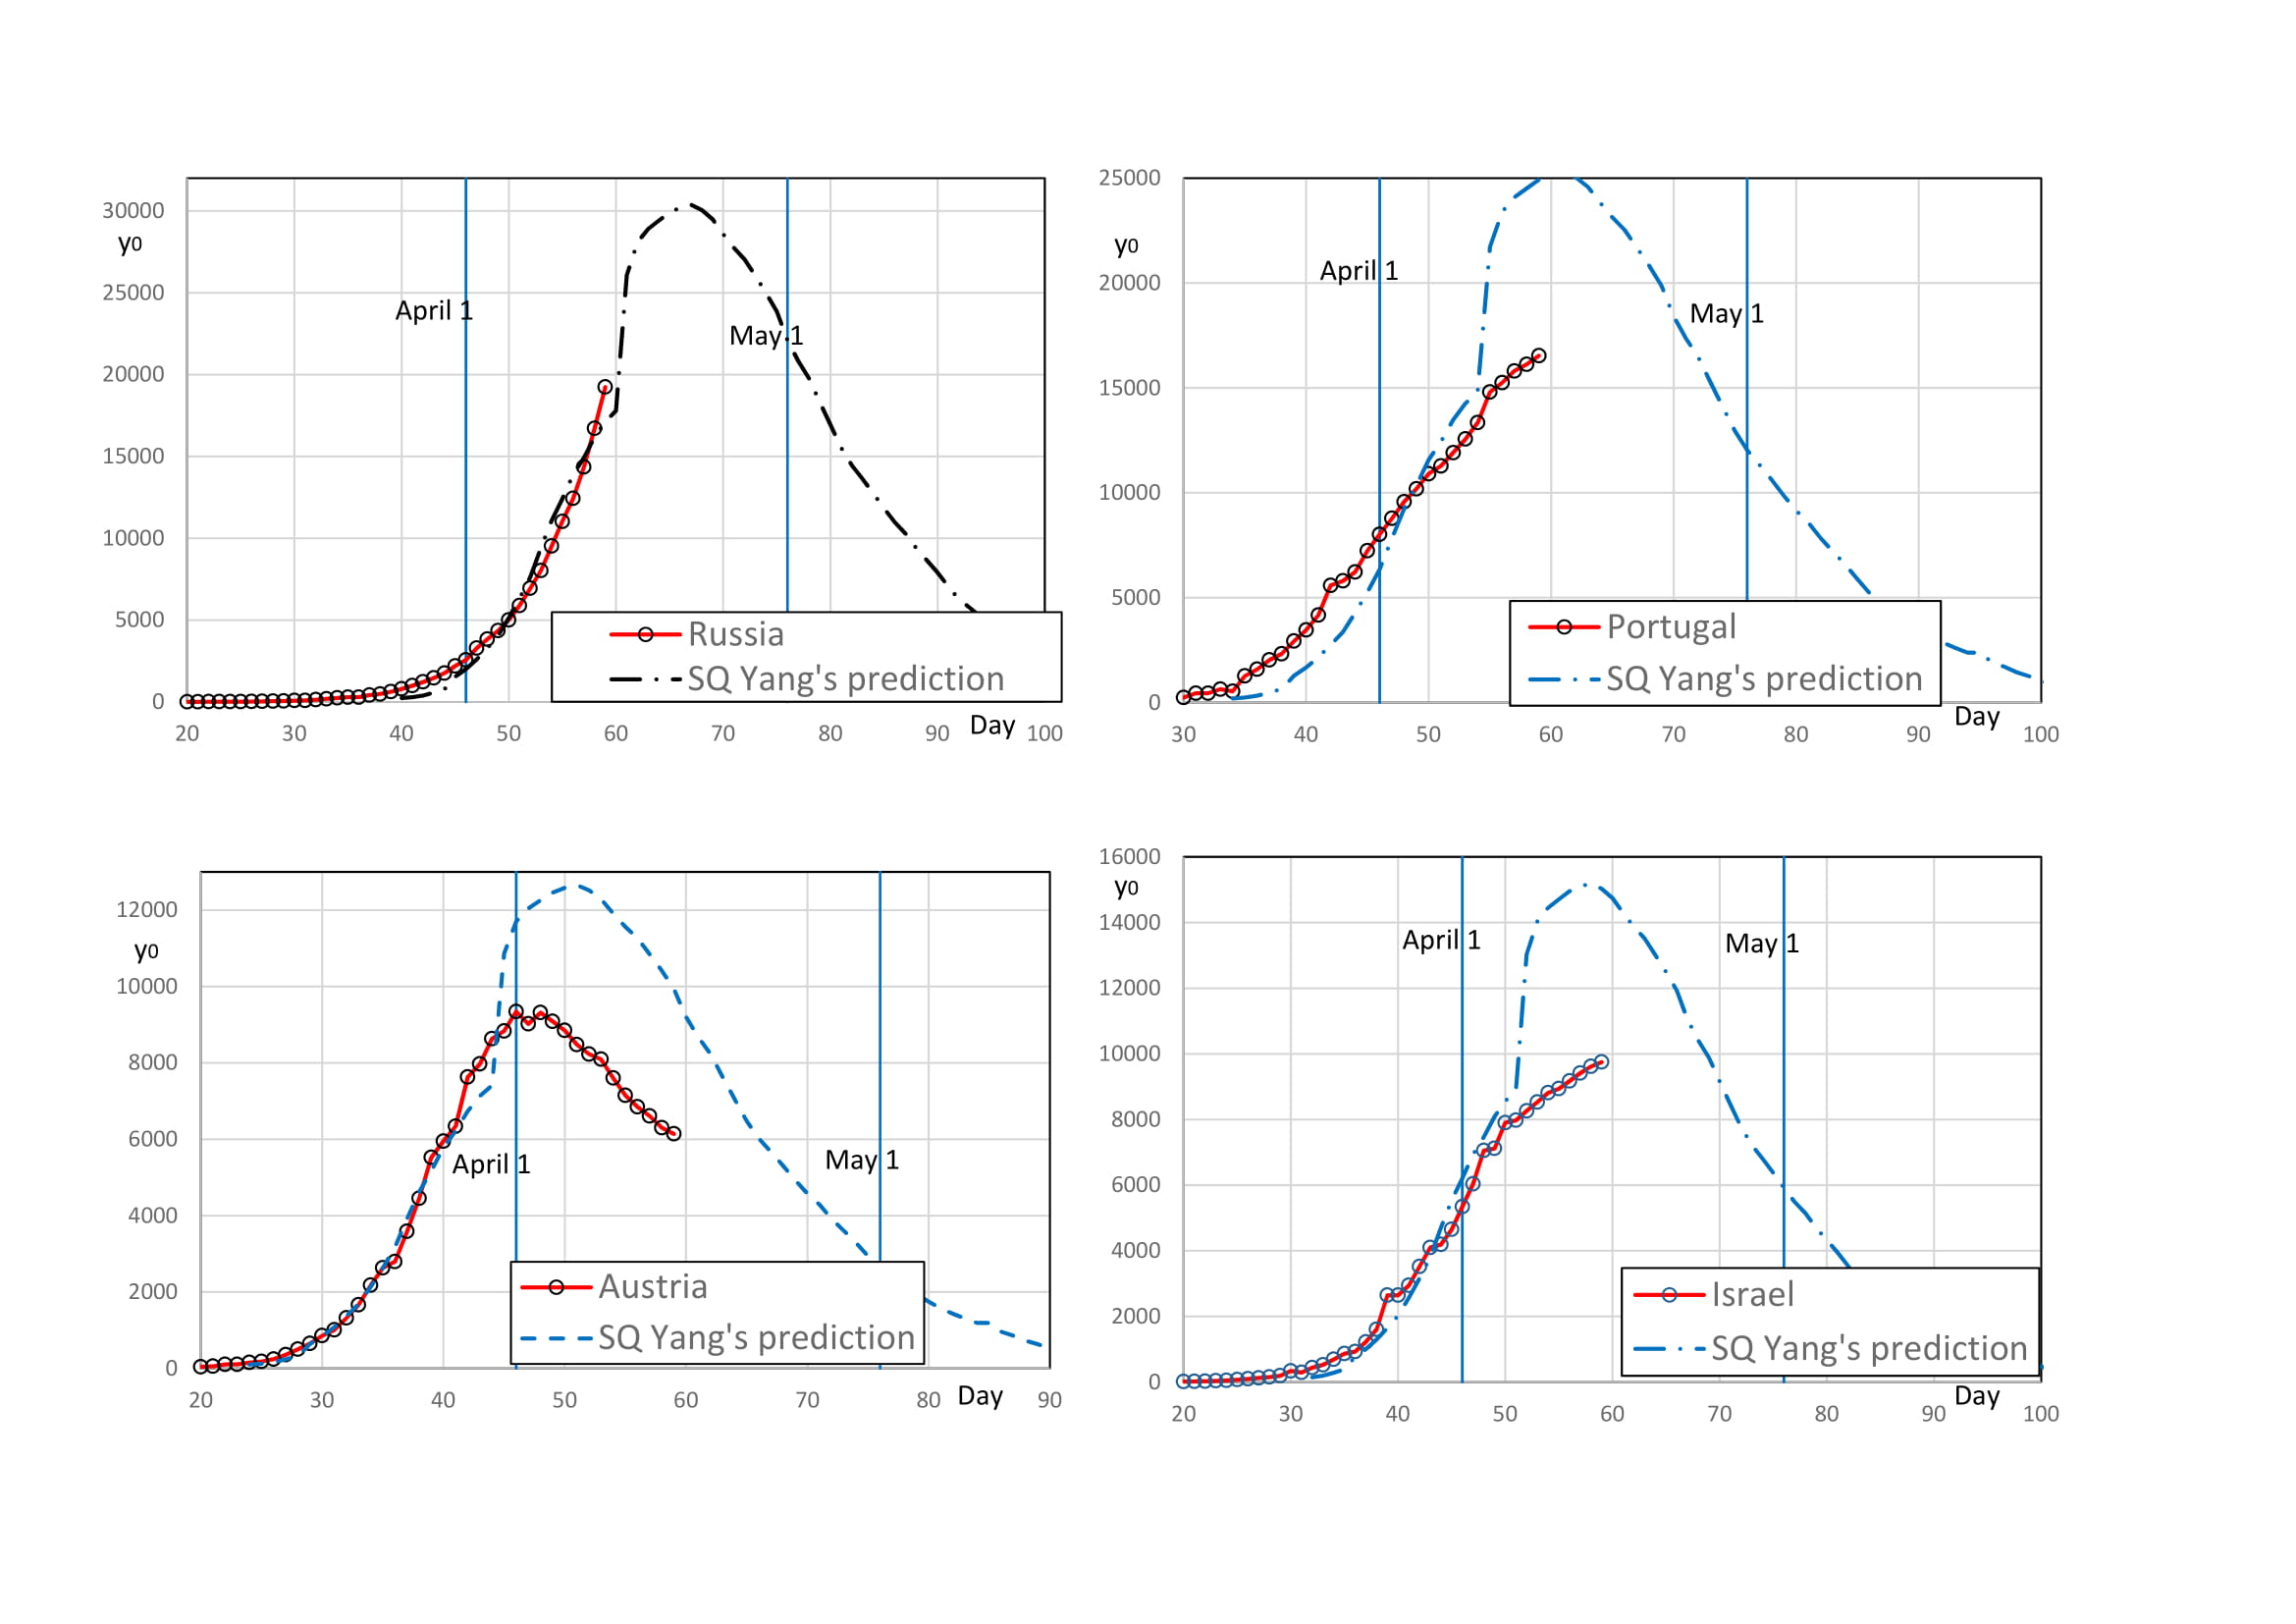 30000
y0
25000
April 1
May 1
20000
15000
10000
5000
0
Russia
SQ Yang's prediction
20 30 40 50 60 70 80 90 Day 100
25000
y0
April 1
20000
May 1
15000
10000
5000
0
Portugal
SQ Yang's prediction
Day
30 40 50 60 70 80 90 100
12000
y0
10000
8000
6000
April 1
May 1
4000
2000
0
Austria
SQ Yang's prediction
20 30 40 50 60 70 80 Day 90
16000
y0
14000
April 1
May 1
12000
10000
8000
6000
4000
2000
0
Israel
SQ Yang's prediction
Day
20 30 40 50 60 70 80 90 100